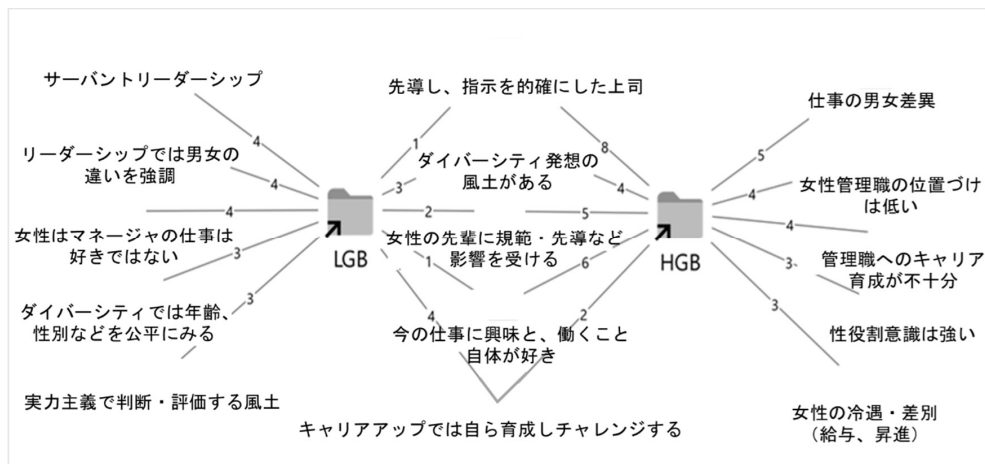 サーバントリーダーシップ
リーダーシップでは男女の
違いを強調
女性はマネージャの仕事は
好きではない
ダイバーシティでは年齢、
性別などを公平にみる
実力主義で判断・評価する風土
4
4
4
3
3
LGB
先導し、指示を的確にした上司
1
8
ダイバーシティ発想の
風土がある
3
4
2
5
女性の先輩に規範・先導など
影響を受ける
1
6
4
2
今の仕事に興味と、働くこと
自体が好き
キャリアアップでは自ら育成しチャレンジする
HGB
5
4
4
3
3
仕事の男女差異
女性管理職の位置づけ
は低い
管理職へのキャリア
育成が不十分
性役割意識は強い
女性の冷遇・差別
（給与、昇進）